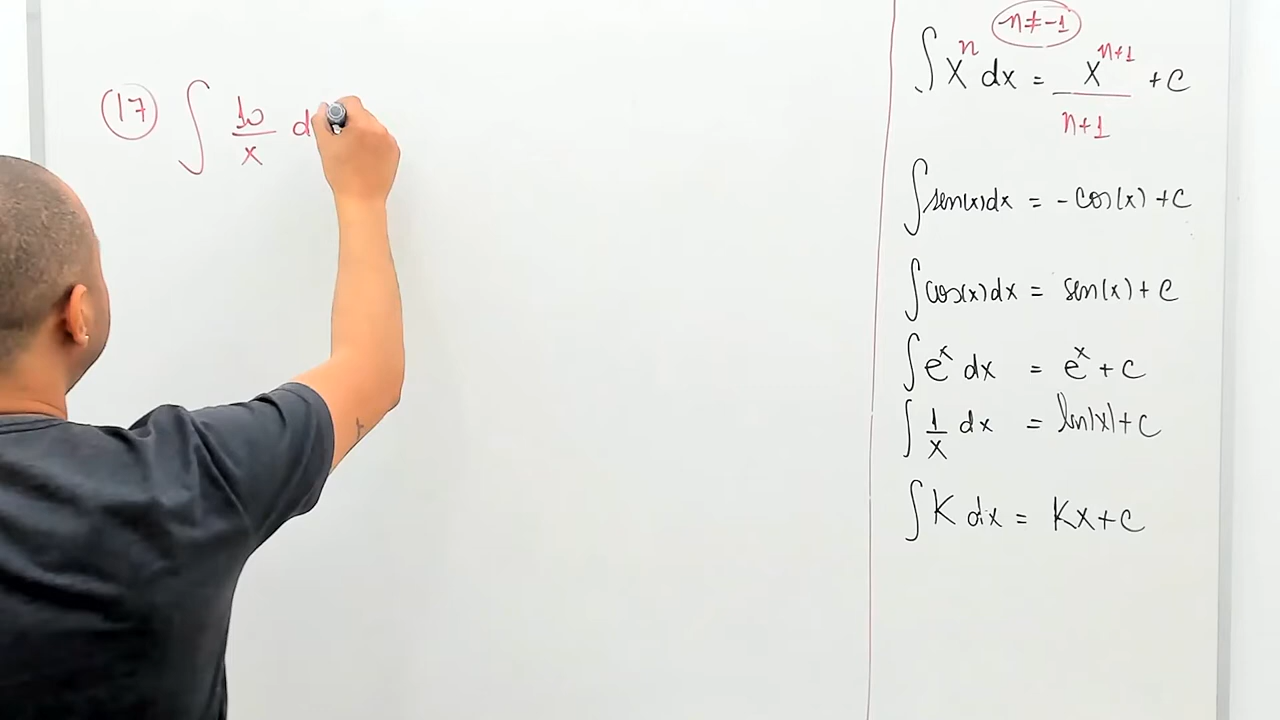 (17) ∫ 10/x d
n≠-1
∫ xⁿ dx = xⁿ⁺¹/n+1 + c
∫ sen(x)dx = -cos(x) + c
∫ cos(x)dx = sen(x) + c
∫ eˣ dx = eˣ + c
∫ 1/x dx = ln|x| + c
∫ K dx = Kx + c